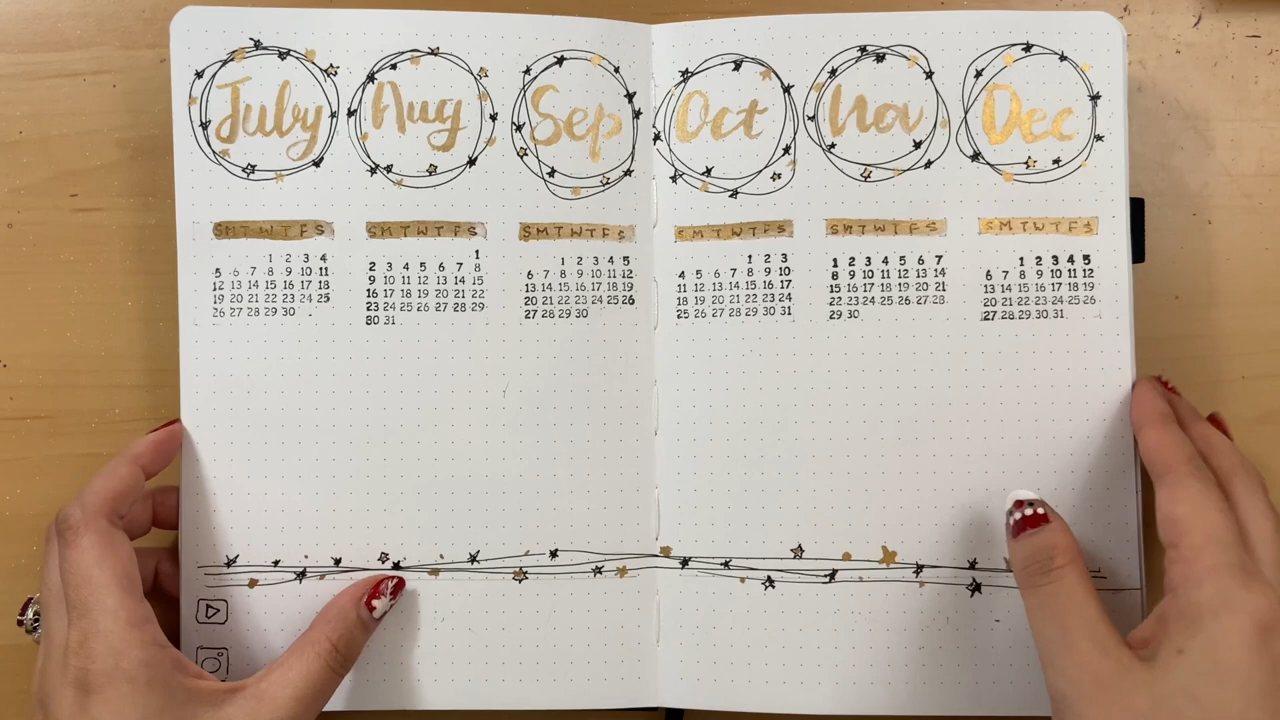 July
S M T W T F S
1 2 3 4
5 6 7 8 9 10 11
12 13 14 15 16 17 18
19 20 21 22 23 24 25
26 27 28 29 30
Aug
S M T W T F S
1
2 3 4 5 6 7 8
9 10 11 12 13 14 15
16 17 18 19 20 21 22
23 24 25 26 27 28 29
30 31
Sep
S M T W T F S
1 2 3 4 5
6 7 8 9 10 11 12
13 14 15 16 17 18 19
20 21 22 23 24 25 26
27 28 29 30
Oct
S M T W T F S
1 2 3
4 5 6 7 8 9 10
11 12 13 14 15 16 17
18 19 20 21 22 23 24
25 26 27 28 29 30 31
Nov
S M T W T F S
1 2 3 4 5 6 7
8 9 10 11 12 13 14
15 16 17 18 19 20 21
22 23 24 25 26 27 28
29 30
Dec
S M T W T F S
1 2 3 4 5
6 7 8 9 10 11 12
13 14 15 16 17 18 19
20 21 22 23 24 25 26
27 28 29 30 31